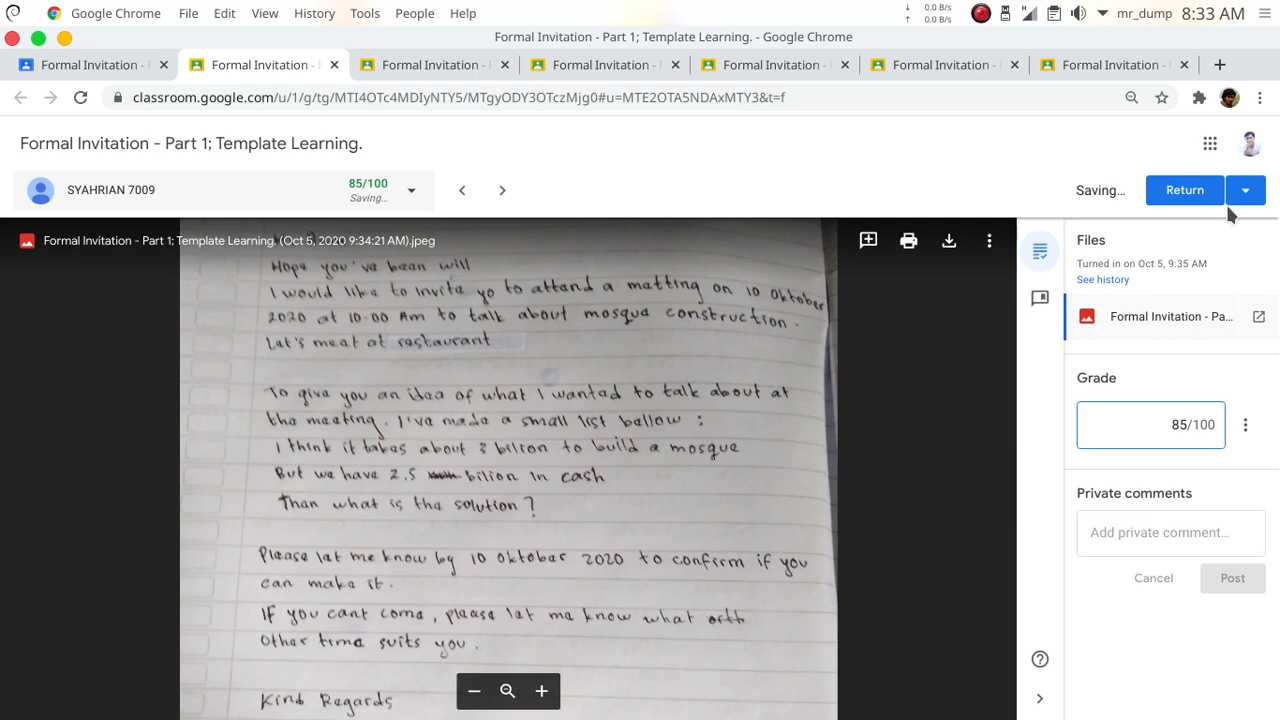 Google Chrome File Edit View History Tools People Help
0.0 B/s
0.0 B/s
mr_dump 8:33 AM
Formal Invitation - Part 1; Template Learning. - Google Chrome
Formal Invitation - Formal Invitation - Formal Invitation - Formal Invitation - Formal Invitation - Formal Invitation - Formal Invitation -
classroom.google.com/u/1/g/tg/MTI4OTc4MDIyNTY5/MTgyODY3OTczMjg0#u=MTE2OTA5NDAxMTY3&t=f
Formal Invitation - Part 1; Template Learning.
SYAHRIAN 7009
85/100
Saving...
Saving...
Return
Formal Invitation - Part 1; Template Learning. (Oct 5, 2020 9:34:21 AM).jpeg
Hope you've been will
I would like to invite yo to attend a metting on 10 Oktober
2020 at 10.00 Am to talk about mosque construction.
Let's meat at restaurant
To give you an idea of what I wanted to talk about at
the meeting. I've made a small list bellow :
I think it takes about 3 bilion to build a mosque
But we have 2.5 bilion in cash
Than what is the solution ?
Please let me know by 10 Oktober 2020 to confirm if you
can make it.
If you cant come, please let me know what
Other time suits you.
Kind Regards
Files
Turned in on Oct 5, 9:35 AM
See history
Formal Invitation - Pa...
Grade
85/100
Private comments
Add private comment...
Cancel
Post